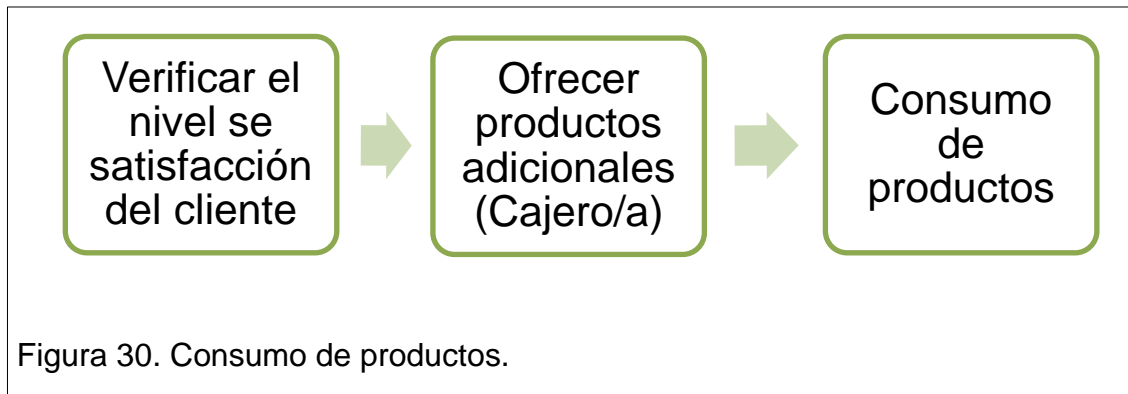 Verificar el
nivel se
satisfacción
del cliente
Ofrecer
productos
adicionales
(Cajero/a)
Consumo
de
productos
Figura 30. Consumo de productos.